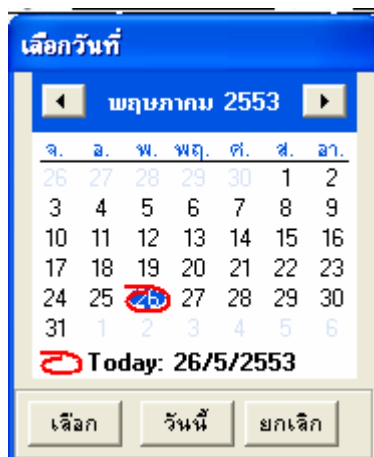 เลือกวันที่
พฤษภาคม 2553
จ. อ. พ. พฤ. ศ. ส. อา.
26 27 28 29 30 1 2
3 4 5 6 7 8 9
10 11 12 13 14 15 16
17 18 19 20 21 22 23
24 25 26 27 28 29 30
31 1 2 3 4 5 6
Today: 26/5/2553
เลือก วันนี้ ยกเลิก